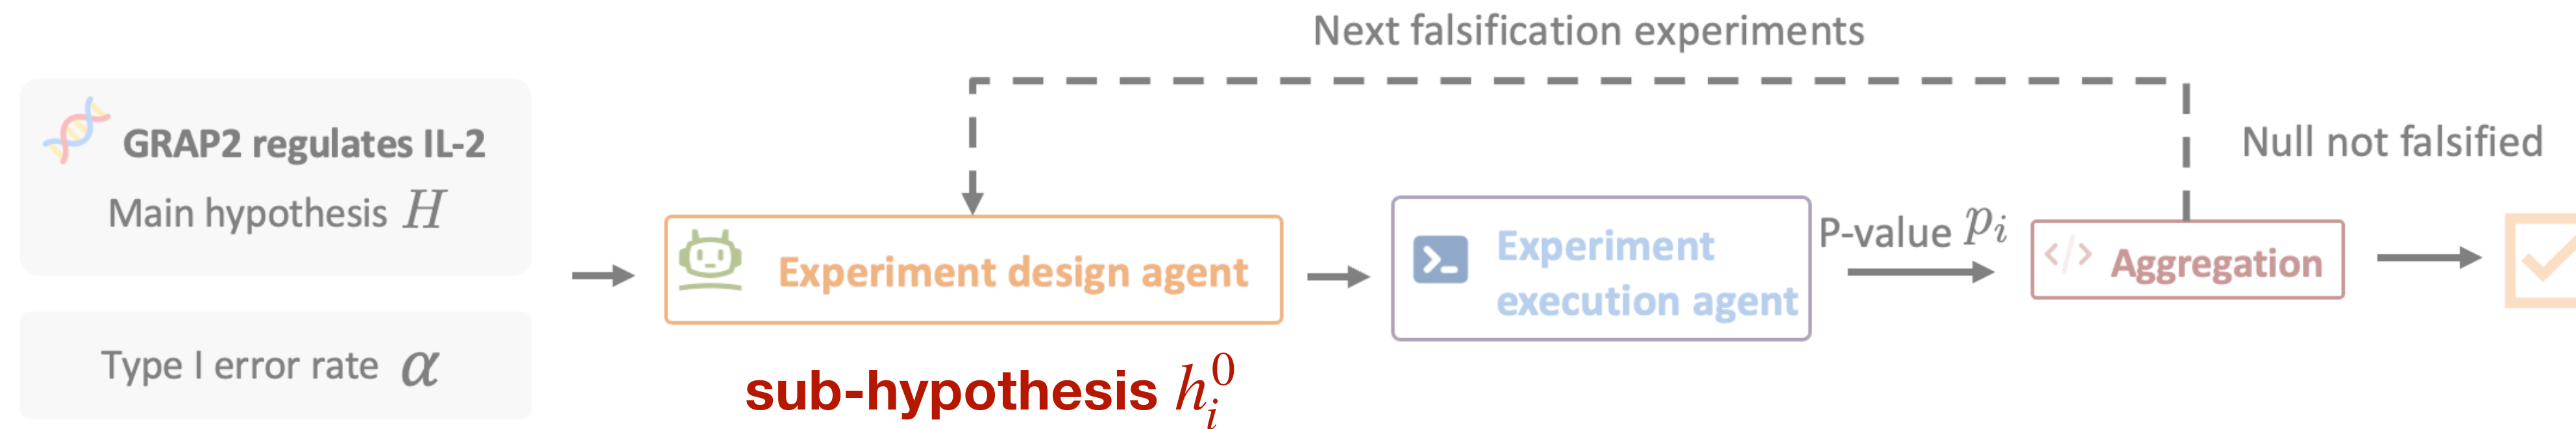 Next falsification experiments
GRAP2 regulates IL-2
Main hypothesis H
Type I error rate α
Experiment design agent
sub-hypothesis h_i^0
>_
Experiment
execution agent
P-value p_i
</> Aggregation
Null not falsified